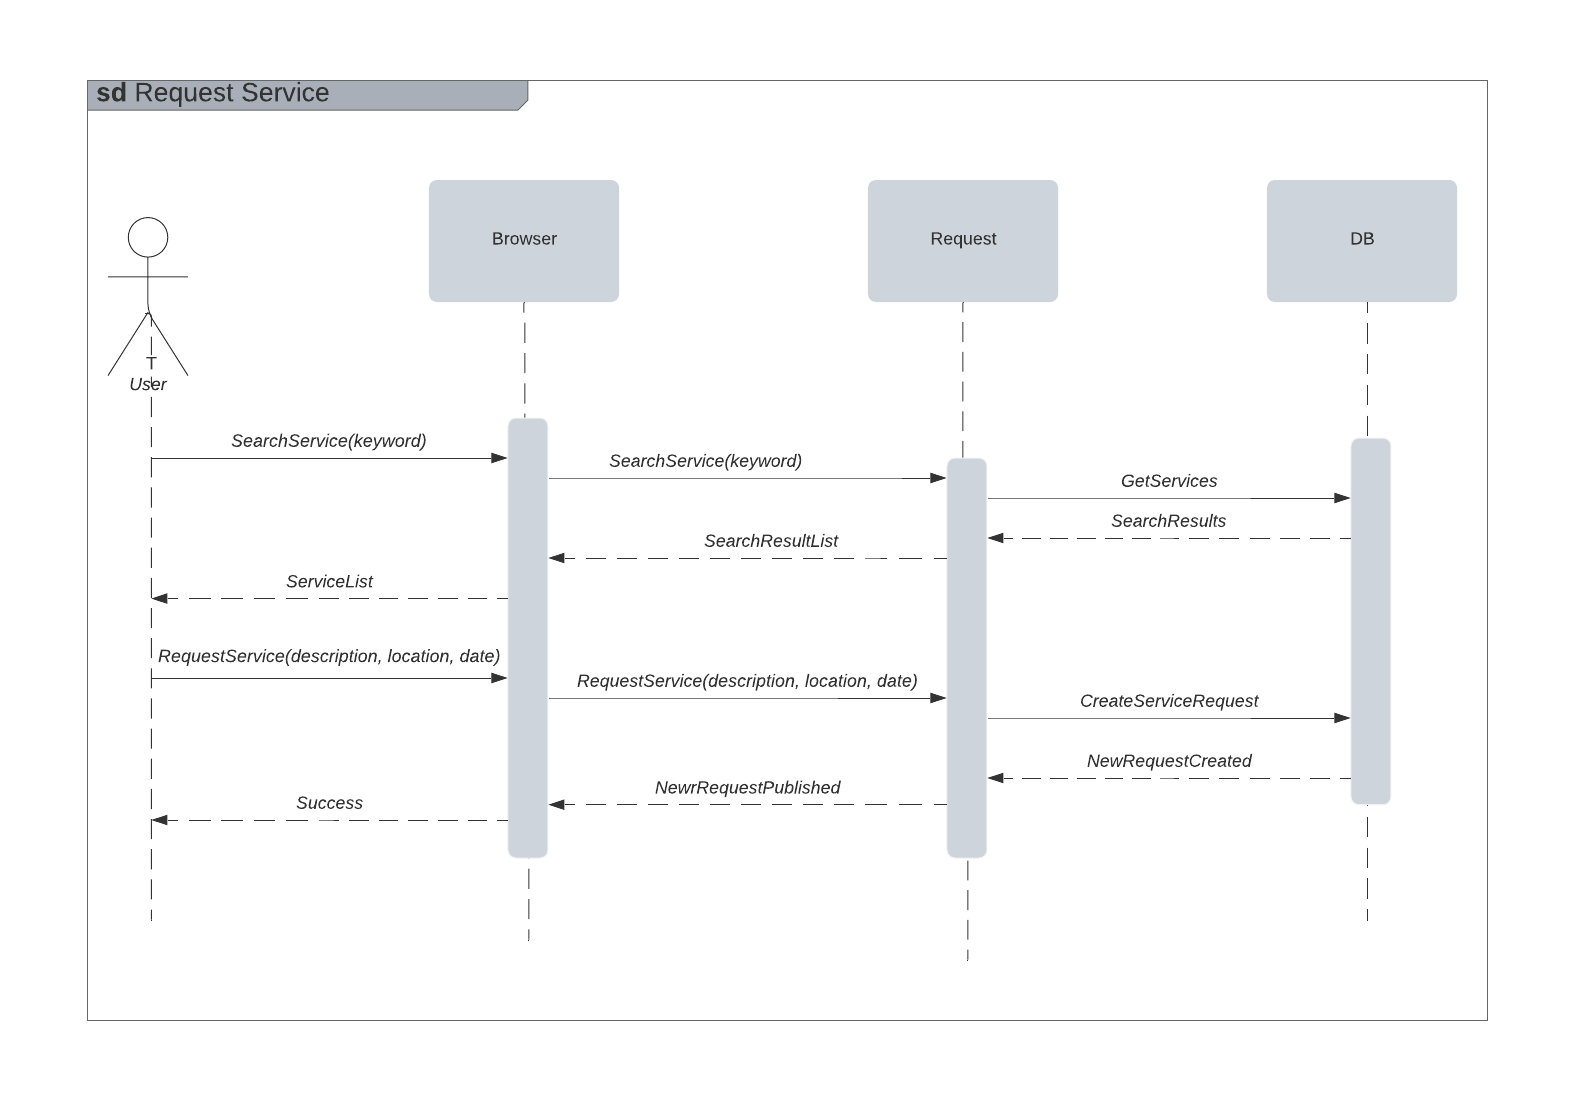 sd Request Service
Browser
Request
DB
T
User
SearchService(keyword)
SearchService(keyword)
GetServices
SearchResults
SearchResultList
ServiceList
RequestService(description, location, date)
RequestService(description, location, date)
CreateServiceRequest
NewRequestCreated
NewrRequestPublished
Success